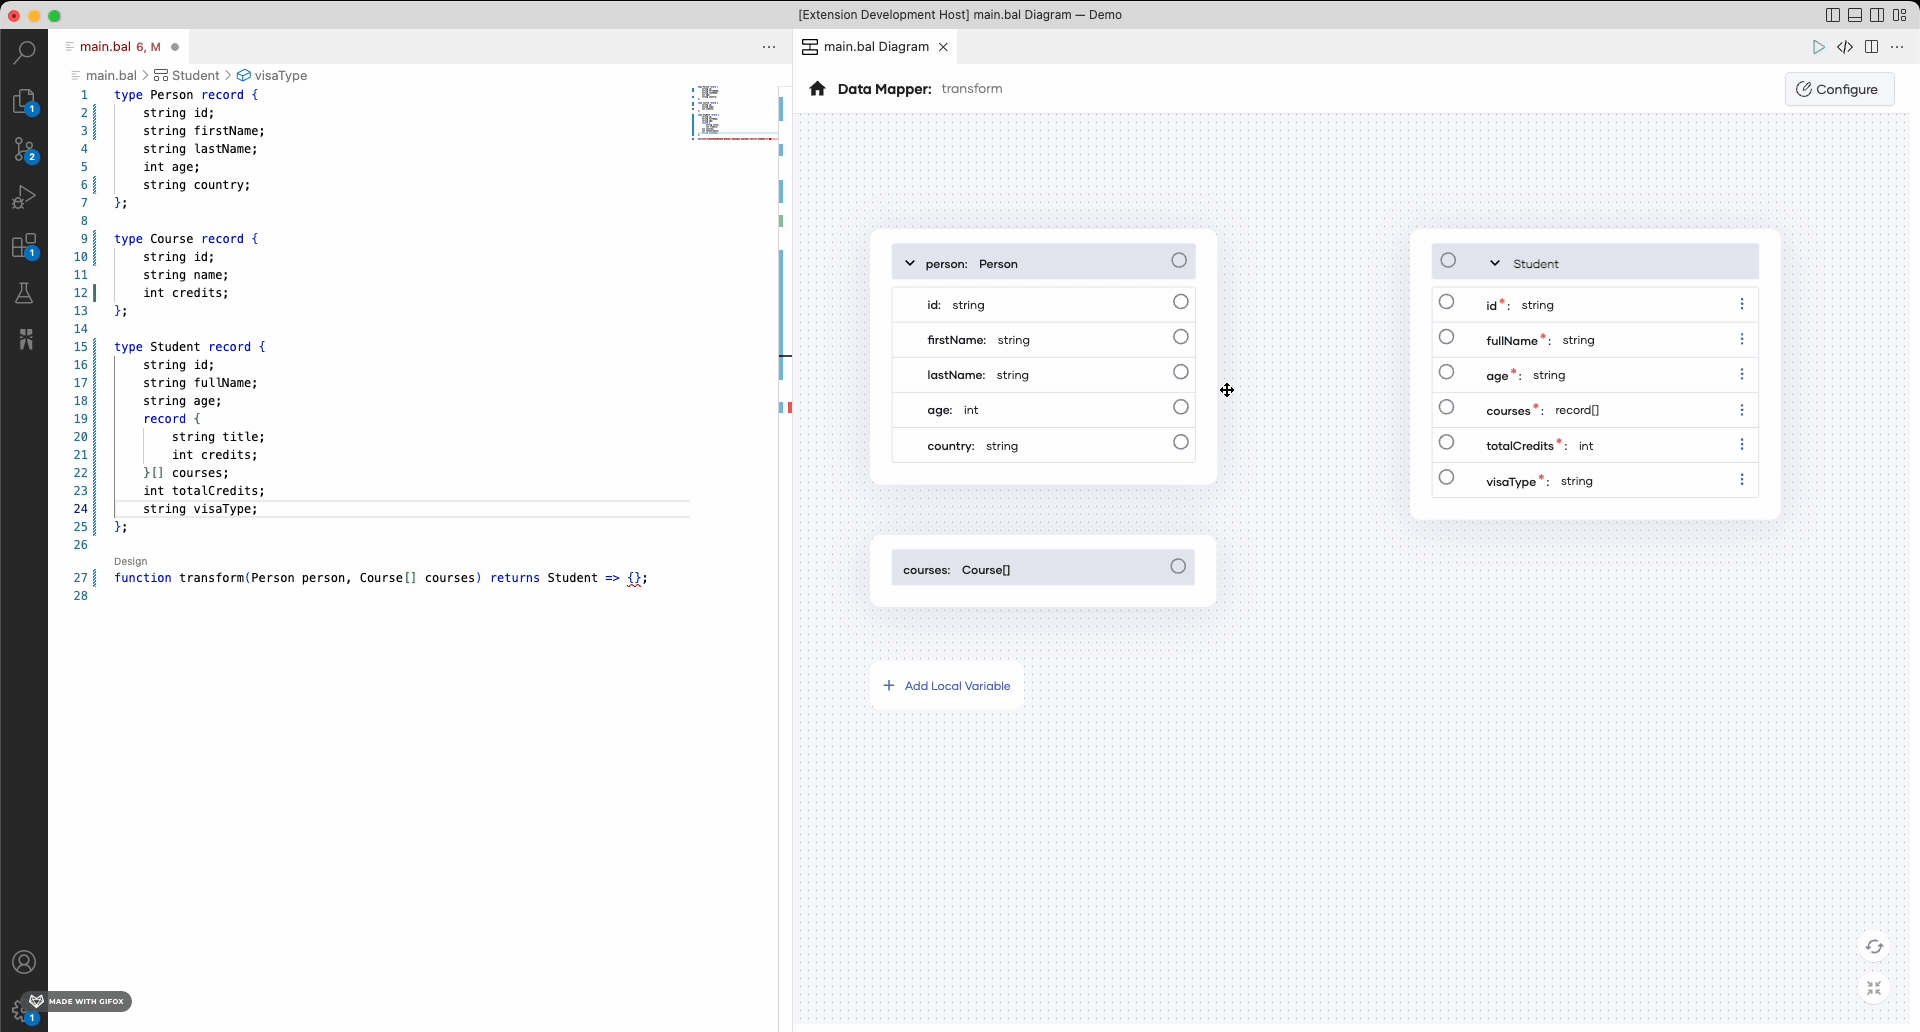 [Extension Development Host] main.bal Diagram — Demo
main.bal 6, M
main.bal Diagram
main.bal > Student > visaType
1 type Person record {
2 string id;
3 string firstName;
4 string lastName;
5 int age;
6 string country;
7 };
8
9 type Course record {
10 string id;
11 string name;
12 int credits;
13 };
14
15 type Student record {
16 string id;
17 string fullName;
18 string age;
19 record {
20 string title;
21 int credits;
22 }[] courses;
23 int totalCredits;
24 string visaType;
25 };
26
Design
27 function transform(Person person, Course[] courses) returns Student => {};
28
1
2
1
1
MADE WITH GIFOX
Data Mapper: transform
Configure
person: Person
id: string
firstName: string
lastName: string
age: int
country: string
courses: Course[]
+ Add Local Variable
Student
id*: string
fullName*: string
age*: string
courses*: record[]
totalCredits*: int
visaType*: string